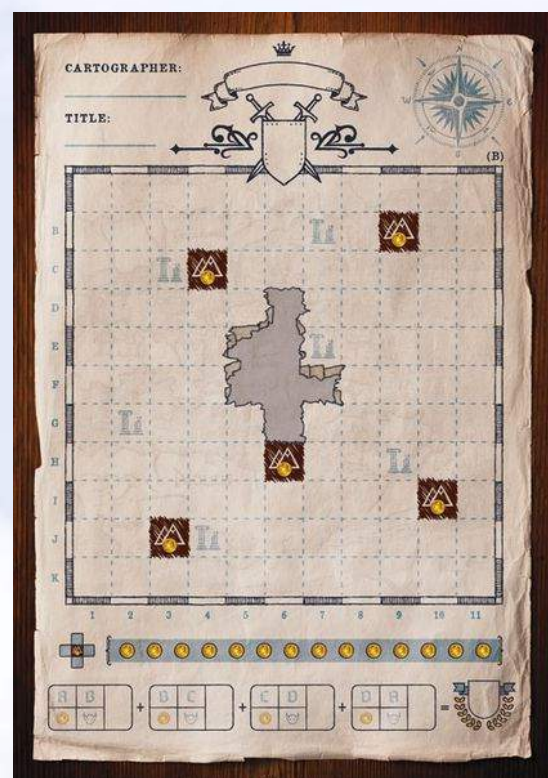 N
CARTOGRAPHER:
W E
TITLE:
S
(B)
B
C
D
E
F
G
H
I
J
K
1 2 3 4 5 6 7 8 9 10 11
A B + B C + C D + D A =